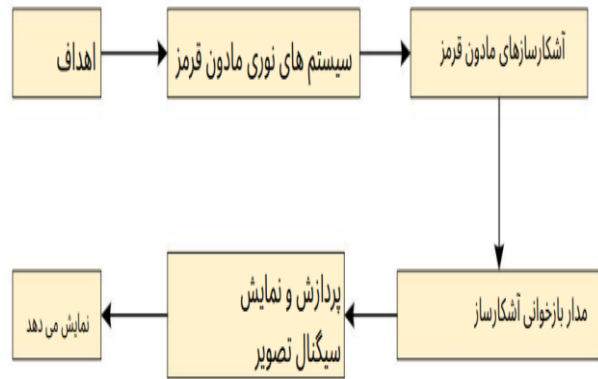 اهداف
سیستم های نوری مادون قرمز
آشکارسازهای مادون قرمز
مدار بازخوانی آشکارساز
پردازش و نمایش
سیگنال تصویر
نمایش می دهد